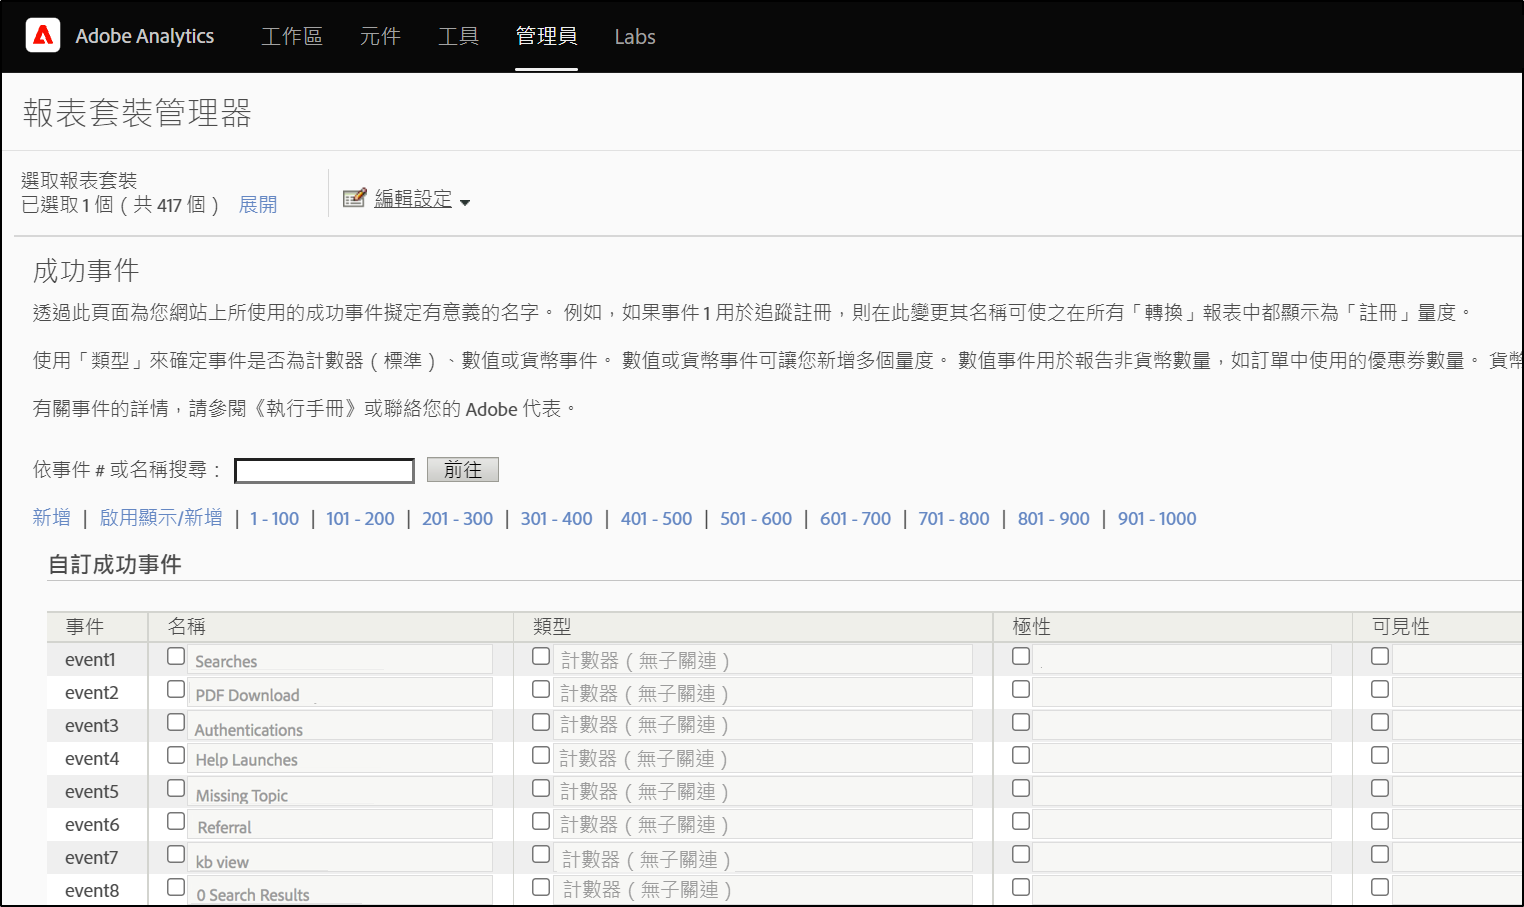 Adobe Analytics 工作區 元件 工具 管理員 Labs
報表套裝管理器
選取報表套裝
已選取 1 個（共 417 個） 展開
編輯設定
成功事件
透過此頁面為您網站上所使用的成功事件擬定有意義的名字。 例如，如果事件 1 用於追蹤註冊，則在此變更其名稱可使之在所有「轉換」報表中都顯示為「註冊」量度。
使用「類型」來確定事件是否為計數器（標準）、數值或貨幣事件。 數值或貨幣事件可讓您新增多個量度。 數值事件用於報告非貨幣數量，如訂單中使用的優惠券數量。 貨幣
有關事件的詳情，請參閱《執行手冊》或聯絡您的 Adobe 代表。
依事件 # 或名稱搜尋： 前往
新增 | 啟用顯示/新增 | 1 - 100 | 101 - 200 | 201 - 300 | 301 - 400 | 401 - 500 | 501 - 600 | 601 - 700 | 701 - 800 | 801 - 900 | 901 - 1000
自訂成功事件
事件 名稱 類型 極性 可見性
event1 Searches 計數器（無子關連）
event2 PDF Download 計數器（無子關連）
event3 Authentications 計數器（無子關連）
event4 Help Launches 計數器（無子關連）
event5 Missing Topic 計數器（無子關連）
event6 Referral 計數器（無子關連）
event7 kb view 計數器（無子關連）
event8 0 Search Results 計數器（無子關連）